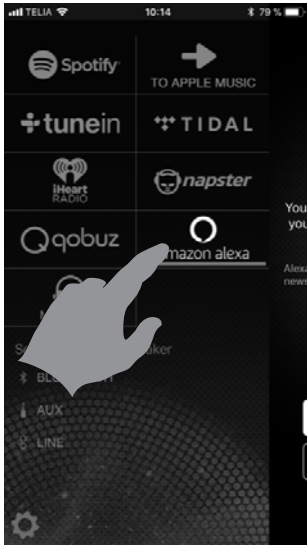 TELIA 10:14 79 %
Spotify
TO APPLE MUSIC
tunein
TIDAL
iHeart
RADIO
napster
qobuz
amazon alexa
You
you
Alexa
news
AUX
LINE